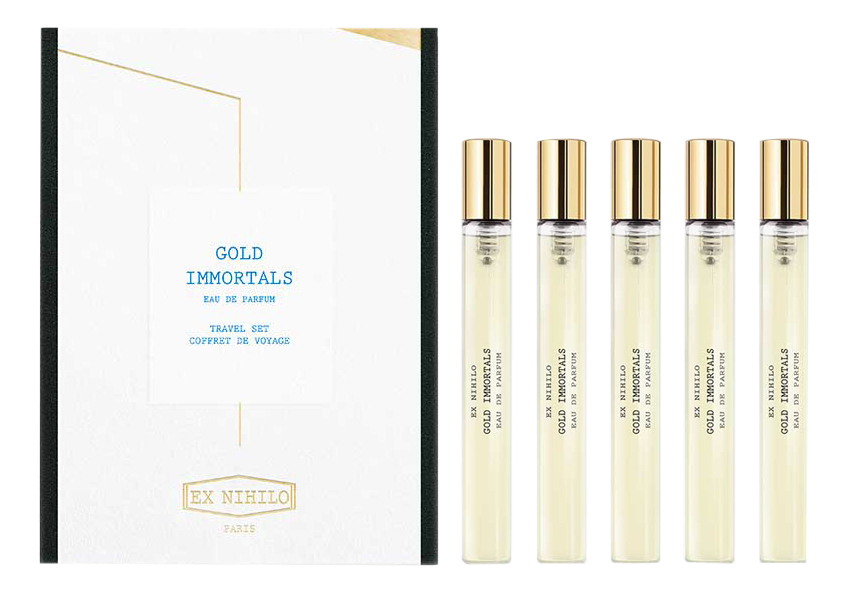 GOLD
IMMORTALS
EAU DE PARFUM
TRAVEL SET
COFFRET DE VOYAGE
EX NIHILO
PARIS
EX NIHILO
GOLD IMMORTALS
EAU DE PARFUM
EX NIHILO
GOLD IMMORTALS
EAU DE PARFUM
EX NIHILO
GOLD IMMORTALS
EAU DE PARFUM
EX NIHILO
GOLD IMMORTALS
EAU DE PARFUM
EX NIHILO
GOLD IMMORTALS
EAU DE PARFUM